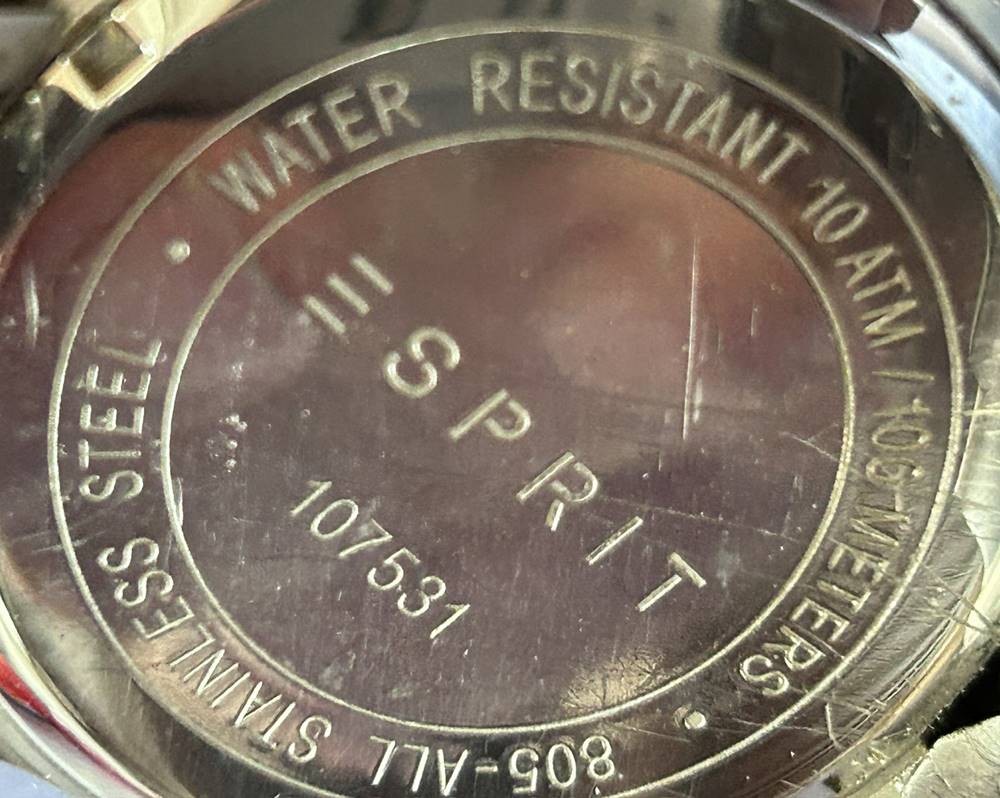 WATER RESISTANT 10 ATM / 100 METERS
805-ALL STAINLESS STEEL
ESPRIT
107531